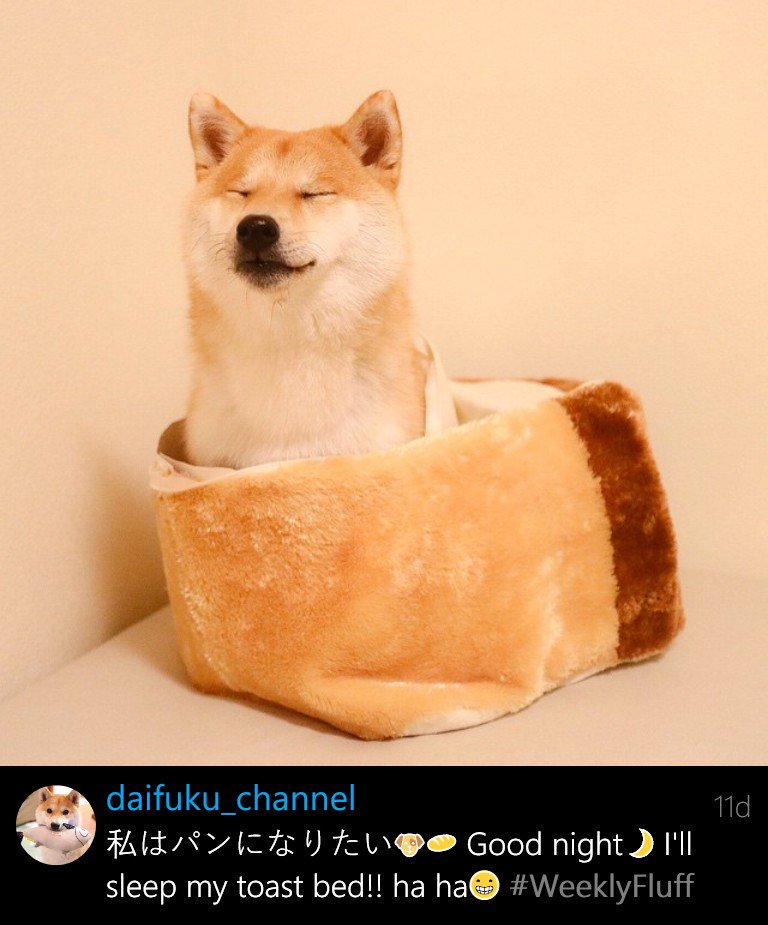 daifuku_channel 11d
私はパンになりたい🐶🥖 Good night🌙 I'll
sleep my toast bed!! ha ha😁 #WeeklyFluff